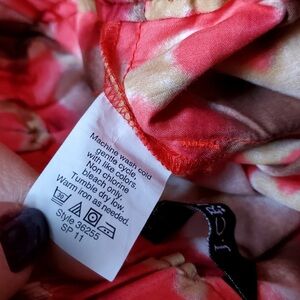 Machine wash cold
gentle cycle,
with like colors.
Non chlorine
bleach only.
Tumble dry low.
Warm iron as needed.
Style 36255
SP 11